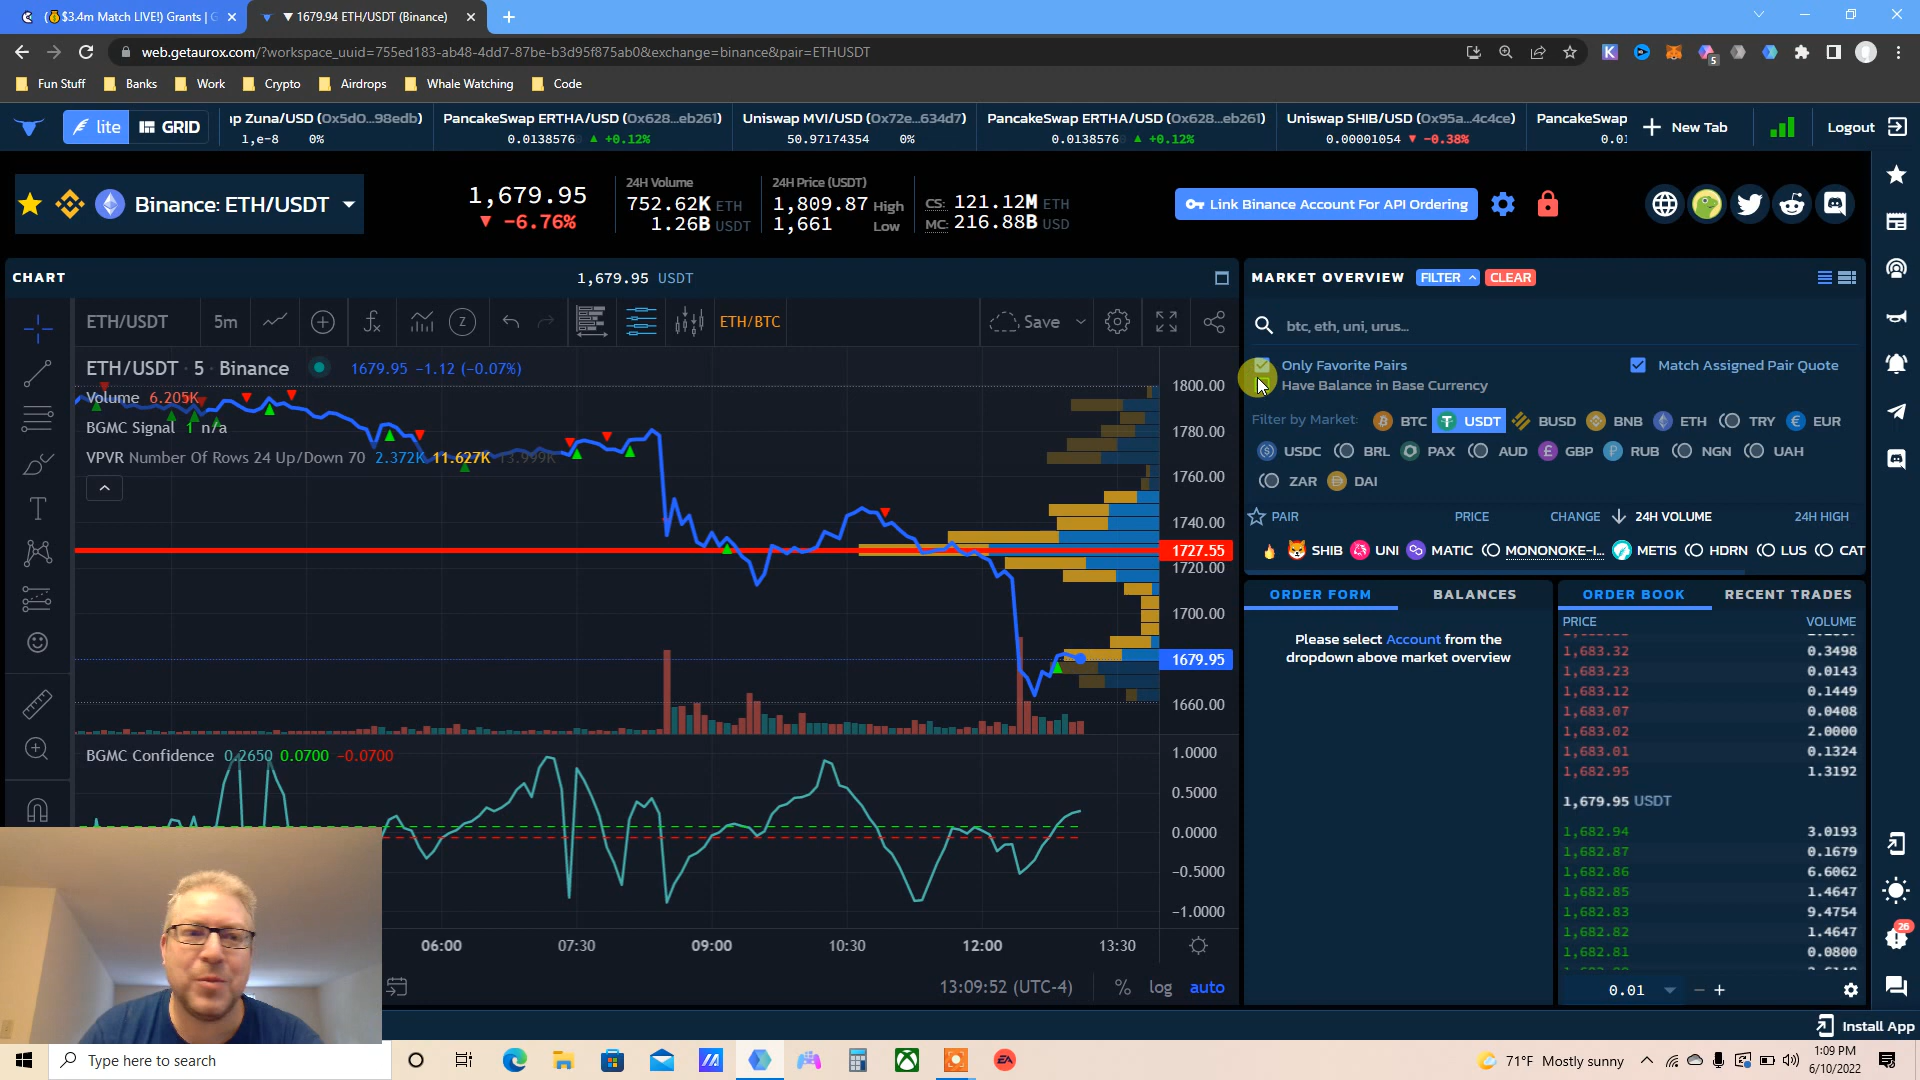 (💰$3.4m Match LIVE!) Grants | G
▼ 1679.94 ETH/USDT (Binance)
web.getaurox.com/?workspace_uuid=755ed183-ab48-4dd7-87be-b3d95f875ab0&exchange=binance&pair=ETHUSDT
5
Fun Stuff Banks Work Crypto Airdrops Whale Watching Code
lite GRID
ıp Zuna/USD (0x5d0...98edb) PancakeSwap ERTHA/USD (0x628...eb261) Uniswap MVI/USD (0x72e...634d7) PancakeSwap ERTHA/USD (0x628...eb261) Uniswap SHIB/USD (0x95a...4c4ce) PancakeSwap
1,e-8 0% 0.0138576 ▲ +0.12% 50.97174354 0% 0.0138576 ▲ +0.12% 0.00001054 ▼ -0.38% 0.01
New Tab Logout
Binance: ETH/USDT
1,679.95
▼ -6.76%
24H Volume
752.62K ETH
1.26B USDT
24H Price (USDT)
1,809.87 High
1,661 Low
CS: 121.12M ETH
MC: 216.88B USD
Link Binance Account For API Ordering
CHART 1,679.95 USDT
ETH/USDT 5m Z ETH/BTC Save
ETH/USDT · 5 · Binance 1679.95 -1.12 (-0.07%)
Volume 6.205K
BGMC Signal 1 n/a
VPVR Number Of Rows 24 Up/Down 70 2.372K 11.627K 13.999K
1800.00
1780.00
1760.00
1740.00
1727.55
1720.00
1700.00
1679.95
1660.00
BGMC Confidence 0.2650 0.0700 -0.0700
1.0000
0.5000
0.0000
−0.5000
−1.0000
06:00 07:30 09:00 10:30 12:00 13:30
13:09:52 (UTC-4) % log auto
MARKET OVERVIEW FILTER CLEAR
btc, eth, uni, urus...
Only Favorite Pairs Match Assigned Pair Quote
Have Balance in Base Currency
Filter by Market: BTC USDT BUSD BNB ETH TRY EUR
USDC BRL PAX AUD GBP RUB NGN UAH
ZAR DAI
PAIR PRICE CHANGE 24H VOLUME 24H HIGH
SHIB UNI MATIC MONONOKE-I... METIS HDRN LUS CAT
ORDER FORM BALANCES
Please select Account from the
dropdown above market overview
ORDER BOOK RECENT TRADES
PRICE VOLUME
1,683.32 0.3498
1,683.23 0.0143
1,683.12 0.1449
1,683.07 0.0408
1,683.02 2.0000
1,683.01 0.1324
1,682.95 1.3192
1,679.95 USDT
1,682.94 3.0193
1,682.87 0.1679
1,682.86 6.6062
1,682.85 1.4647
1,682.83 9.4754
1,682.82 1.4647
1,682.81 0.0800
0.01 − +
26
Install App
Type here to search
EA
71°F Mostly sunny
1:09 PM
6/10/2022